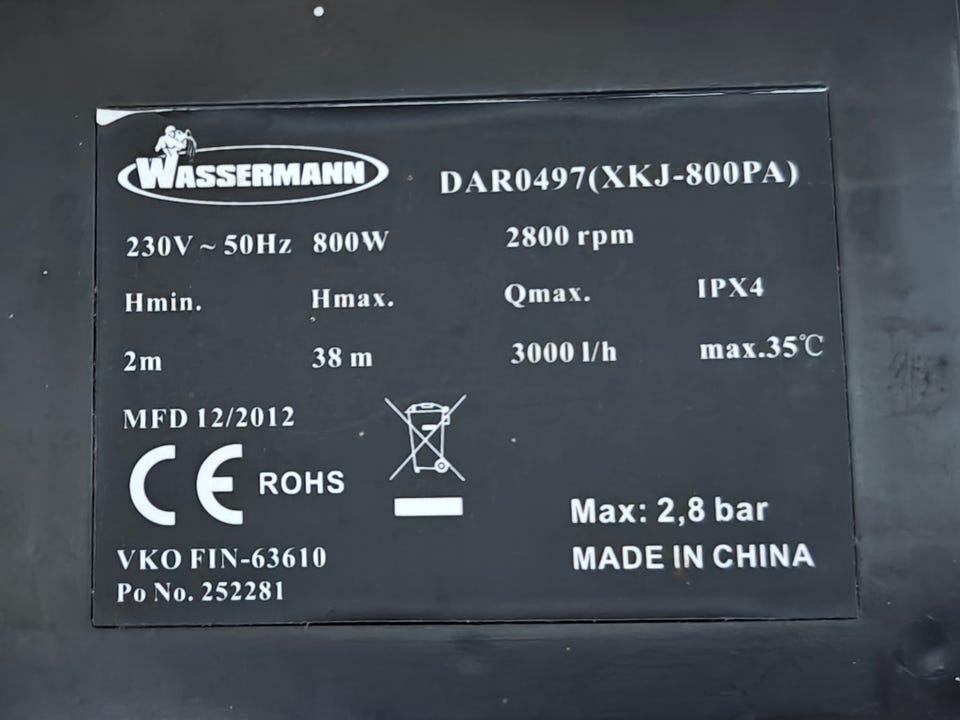 WASSERMANN
DAR0497(XKJ-800PA)
230V ~ 50Hz 800W 2800 rpm
Hmin. Hmax. Qmax. IPX4
2m 38 m 3000 l/h max.35℃
MFD 12/2012
CE ROHS
Max: 2,8 bar
VKO FIN-63610
MADE IN CHINA
Po No. 252281